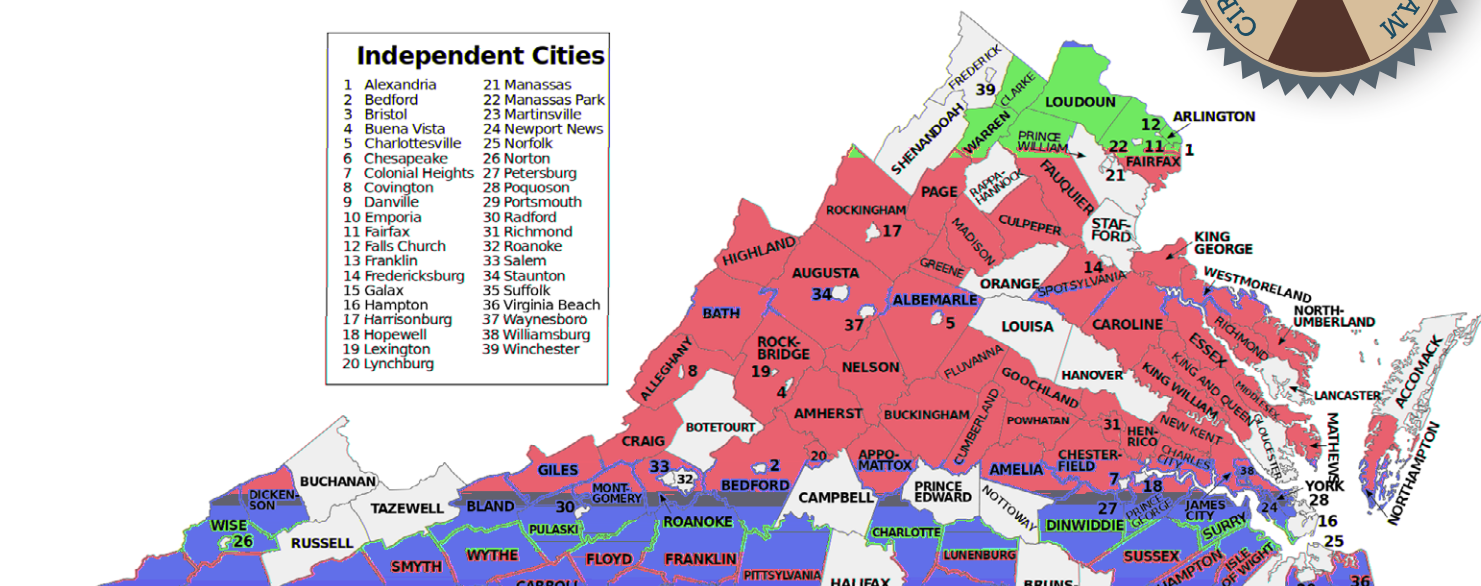 CIR
AM
Independent Cities
1 Alexandria
2 Bedford
3 Bristol
4 Buena Vista
5 Charlottesville
6 Chesapeake
7 Colonial Heights
8 Covington
9 Danville
10 Emporia
11 Fairfax
12 Falls Church
13 Franklin
14 Fredericksburg
15 Galax
16 Hampton
17 Harrisonburg
18 Hopewell
19 Lexington
20 Lynchburg
21 Manassas
22 Manassas Park
23 Martinsville
24 Newport News
25 Norfolk
26 Norton
27 Petersburg
28 Poquoson
29 Portsmouth
30 Radford
31 Richmond
32 Roanoke
33 Salem
34 Staunton
35 Suffolk
36 Virginia Beach
37 Waynesboro
38 Williamsburg
39 Winchester
FREDERICK
39
CLARKE
LOUDOUN
SHENANDOAH
WARREN
PRINCE
WILLIAM
12
ARLINGTON
22
11
1
FAIRFAX
21
FAUQUIER
RAPPA-
HANNOCK
PAGE
ROCKINGHAM
17
MADISON
CULPEPER
STAF-
FORD
KING
GEORGE
HIGHLAND
AUGUSTA
34
GREENE
ORANGE
14
SPOTSYLVANIA
WESTMORELAND
BATH
37
ALBEMARLE
5
LOUISA
CAROLINE
NORTH-
UMBERLAND
RICHMOND
ESSEX
ALLEGHANY
8
ROCK-
BRIDGE
19
4
NELSON
FLUVANNA
GOOCHLAND
HANOVER
KING WILLIAM
KING AND QUEEN
MIDDLESEX
LANCASTER
ACCOMACK
BOTETOURT
AMHERST
BUCKINGHAM
CUMBERLAND
POWHATAN
31
HEN-
RICO
NEW KENT
GLOUCESTER
MATHEWS
NORTHAMPTON
CRAIG
20
APPO-
MATTOX
AMELIA
CHESTER-
FIELD
CHARLES
CITY
GILES
33
32
2
BEDFORD
7
18
38
YORK
28
BUCHANAN
DICKEN-
SON
TAZEWELL
BLAND
MONT-
GOMERY
30
ROANOKE
CAMPBELL
PRINCE
EDWARD
NOTTOWAY
27
PRINCE
GEORGE
JAMES
CITY
24
16
25
WISE
26
RUSSELL
PULASKI
CHARLOTTE
DINWIDDIE
SURRY
SMYTH
WYTHE
FLOYD
FRANKLIN
PITTSYLVANIA
LUNENBURG
SUSSEX
HAMPTON
ISLE
OF WIGHT
CARROLL
HALIFAX
BRUNS-
36